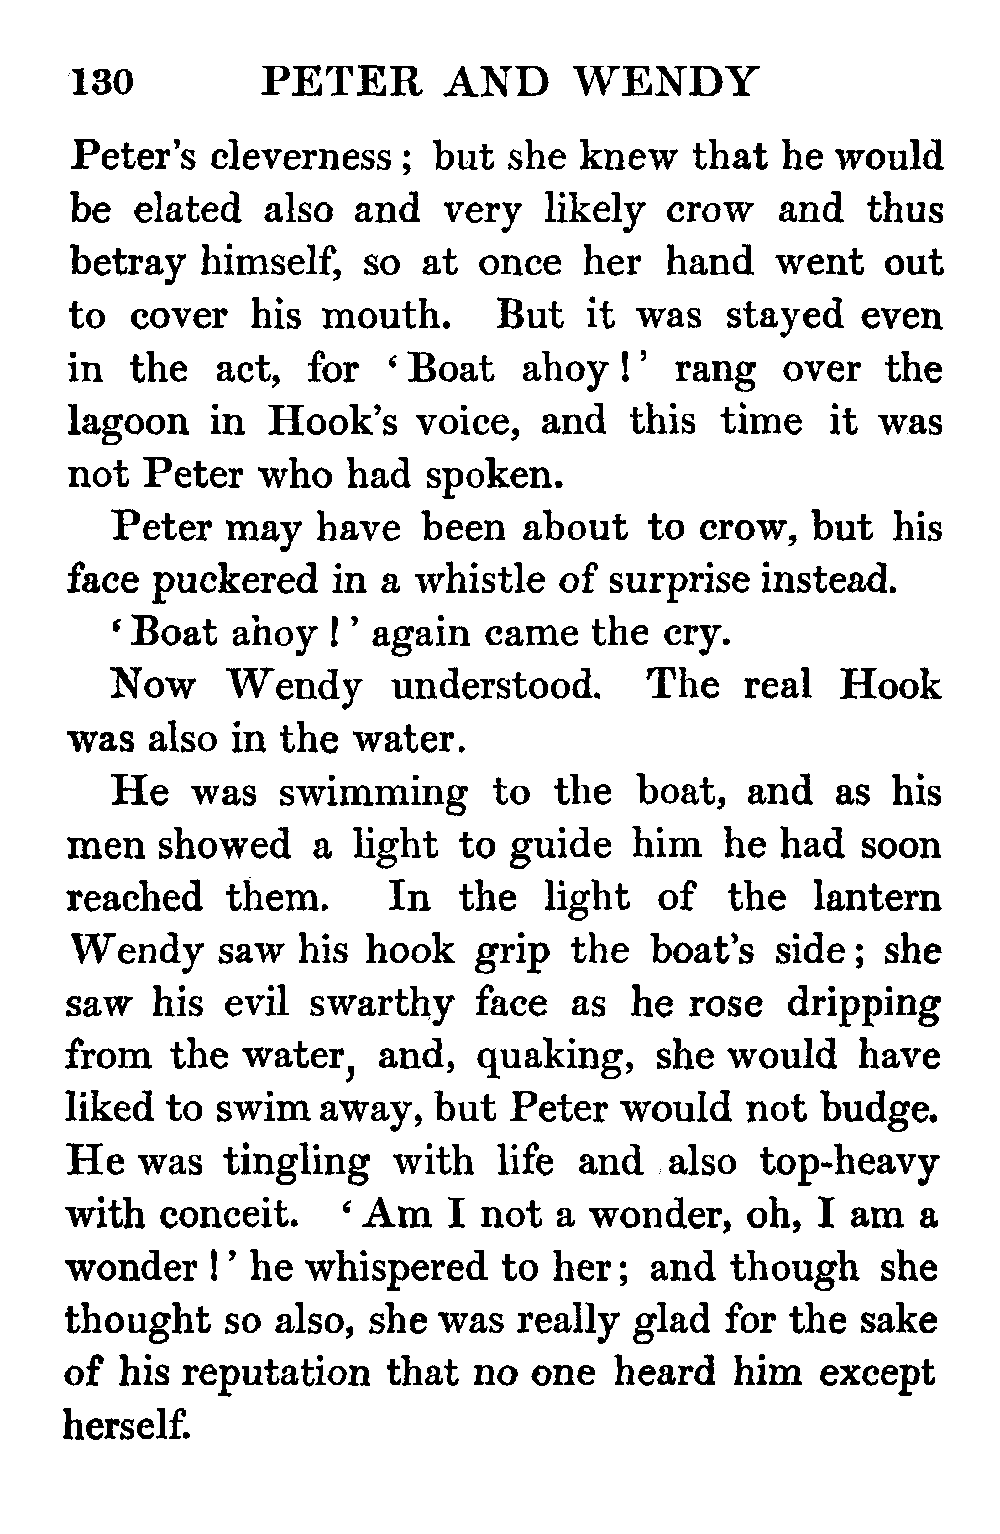 130 PETER AND WENDY
Peter's cleverness; but she knew that he would
be elated also and very likely crow and thus
betray himself, so at once her hand went out
to cover his mouth. But it was stayed even
in the act, for ‘Boat ahoy!’ rang over the
lagoon in Hook's voice, and this time it was
not Peter who had spoken.
Peter may have been about to crow, but his
face puckered in a whistle of surprise instead.
‘Boat ahoy!’ again came the cry.
Now Wendy understood. The real Hook
was also in the water.
He was swimming to the boat, and as his
men showed a light to guide him he had soon
reached them. In the light of the lantern
Wendy saw his hook grip the boat's side; she
saw his evil swarthy face as he rose dripping
from the water, and, quaking, she would have
liked to swim away, but Peter would not budge.
He was tingling with life and also top-heavy
with conceit. ‘Am I not a wonder, oh, I am a
wonder!’ he whispered to her; and though she
thought so also, she was really glad for the sake
of his reputation that no one heard him except
herself.